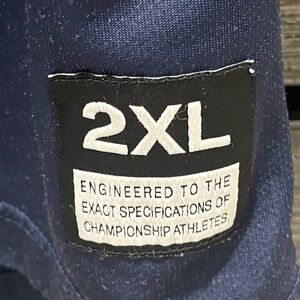 2XL
ENGINEERED TO THE
EXACT SPECIFICATIONS OF
CHAMPIONSHIP ATHLETES